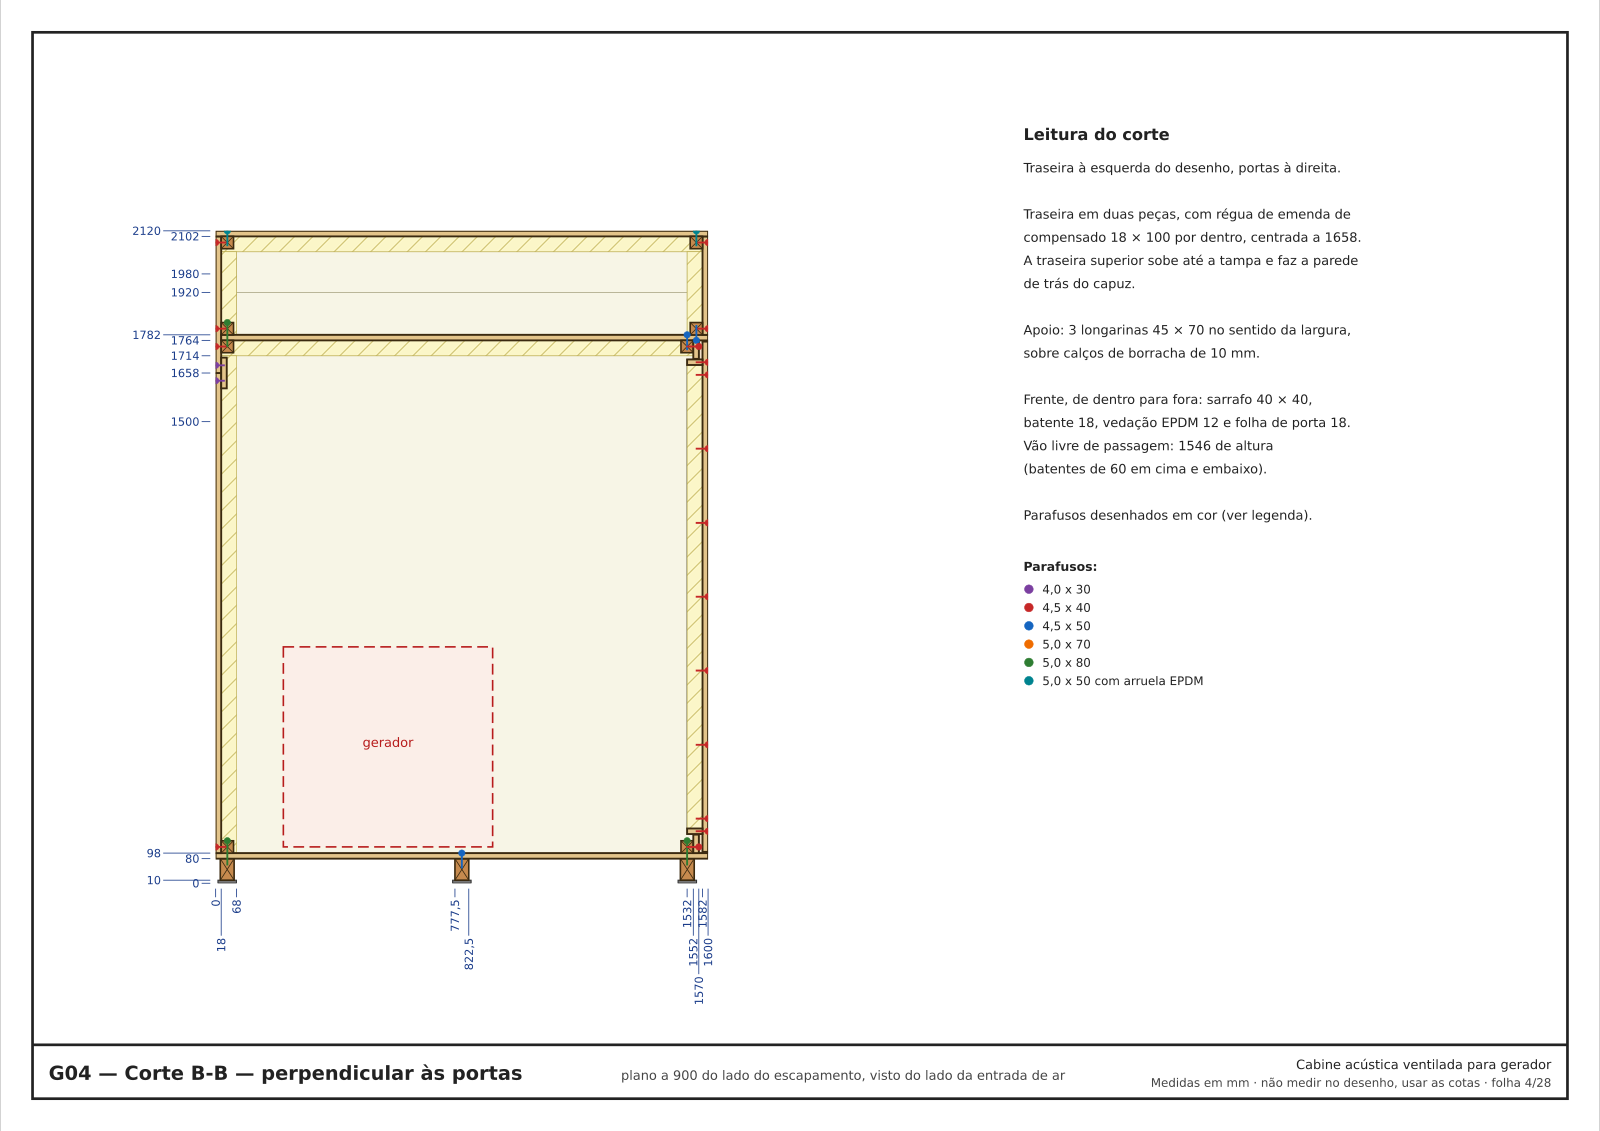 Leitura do corte
Traseira à esquerda do desenho, portas à direita.
Traseira em duas peças, com régua de emenda de
compensado 18 × 100 por dentro, centrada a 1658.
A traseira superior sobe até a tampa e faz a parede
de trás do capuz.
Apoio: 3 longarinas 45 × 70 no sentido da largura,
sobre calços de borracha de 10 mm.
Frente, de dentro para fora: sarrafo 40 × 40,
batente 18, vedação EPDM 12 e folha de porta 18.
Vão livre de passagem: 1546 de altura
(batentes de 60 em cima e embaixo).
Parafusos desenhados em cor (ver legenda).
Parafusos:
4,0 x 30
4,5 x 40
4,5 x 50
5,0 x 70
5,0 x 80
5,0 x 50 com arruela EPDM
2120
2102
1980
1920
1782
1764
1714
1658
1500
gerador
98
80
10
0
0
18
68
777,5
822,5
1532
1552
1570
1582
1600
G04 — Corte B-B — perpendicular às portas
plano a 900 do lado do escapamento, visto do lado da entrada de ar
Cabine acústica ventilada para gerador
Medidas em mm · não medir no desenho, usar as cotas · folha 4/28